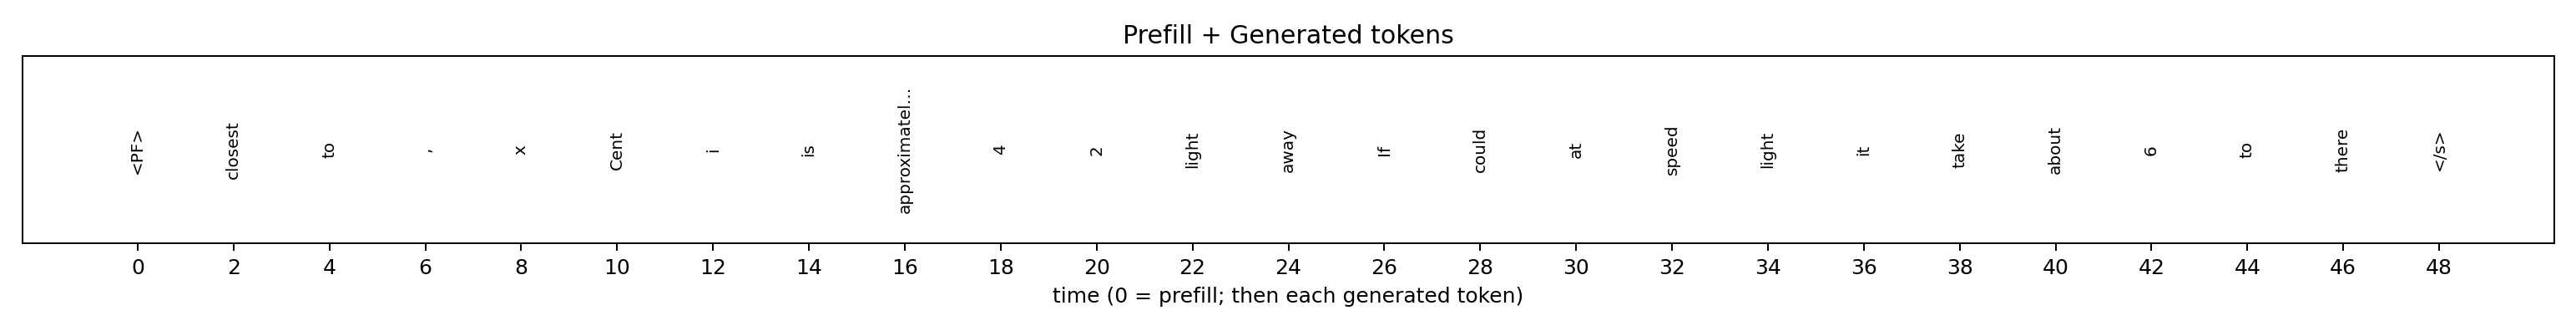 Prefill + Generated tokens
<PF> closest to , x Cent i is approximatel... 4 2 light away If could at speed light it take about 6 to there </s>
0 2 4 6 8 10 12 14 16 18 20 22 24 26 28 30 32 34 36 38 40 42 44 46 48
time (0 = prefill; then each generated token)